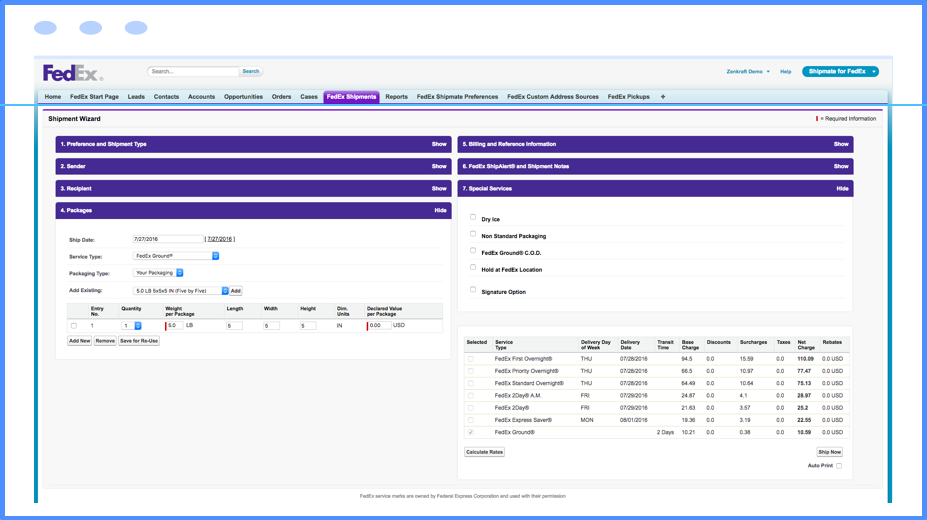 FedEx®
Search... Search
Zenkraft Demo Help Shipmate for FedEx
Home FedEx Start Page Leads Contacts Accounts Opportunities Orders Cases FedEx Shipments Reports FedEx Shipmate Preferences FedEx Custom Address Sources FedEx Pickups +
Shipment Wizard
= Required Information
1. Preference and Shipment Type Show
2. Sender Show
3. Recipient Show
4. Packages Hide
Ship Date: 7/27/2016 [ 7/27/2016 ]
Service Type: FedEx Ground®
Packaging Type: Your Packaging
Add Existing: 5.0 LB 5x5x5 IN (Five by Five) Add
Entry No. Quantity Weight per Package Length Width Height Dim. Units Declared Value per Package
1 1 5.0 LB 5 5 5 IN 0.00 USD
Add New Remove Save for Re-Use
5. Billing and Reference Information Show
6. FedEx ShipAlert® and Shipment Notes Show
7. Special Services Hide
Dry Ice
Non Standard Packaging
FedEx Ground® C.O.D.
Hold at FedEx Location
Signature Option
Selected Service Type Delivery Day of Week Delivery Date Transit Time Base Charge Discounts Surcharges Taxes Net Charge Rebates
FedEx First Overnight® THU 07/28/2016 94.5 0.0 15.59 0.0 110.09 0.0 USD
FedEx Priority Overnight® THU 07/28/2016 66.5 0.0 10.97 0.0 77.47 0.0 USD
FedEx Standard Overnight® THU 07/28/2016 64.49 0.0 10.64 0.0 75.13 0.0 USD
FedEx 2Day® A.M. FRI 07/29/2016 24.87 0.0 4.1 0.0 28.97 0.0 USD
FedEx 2Day® FRI 07/29/2016 21.63 0.0 3.57 0.0 25.2 0.0 USD
FedEx Express Saver® MON 08/01/2016 19.36 0.0 3.19 0.0 22.55 0.0 USD
FedEx Ground® 2 Days 10.21 0.0 0.38 0.0 10.59 0.0 USD
Calculate Rates Ship Now
Auto Print
FedEx service marks are owned by Federal Express Corporation and used with their permission